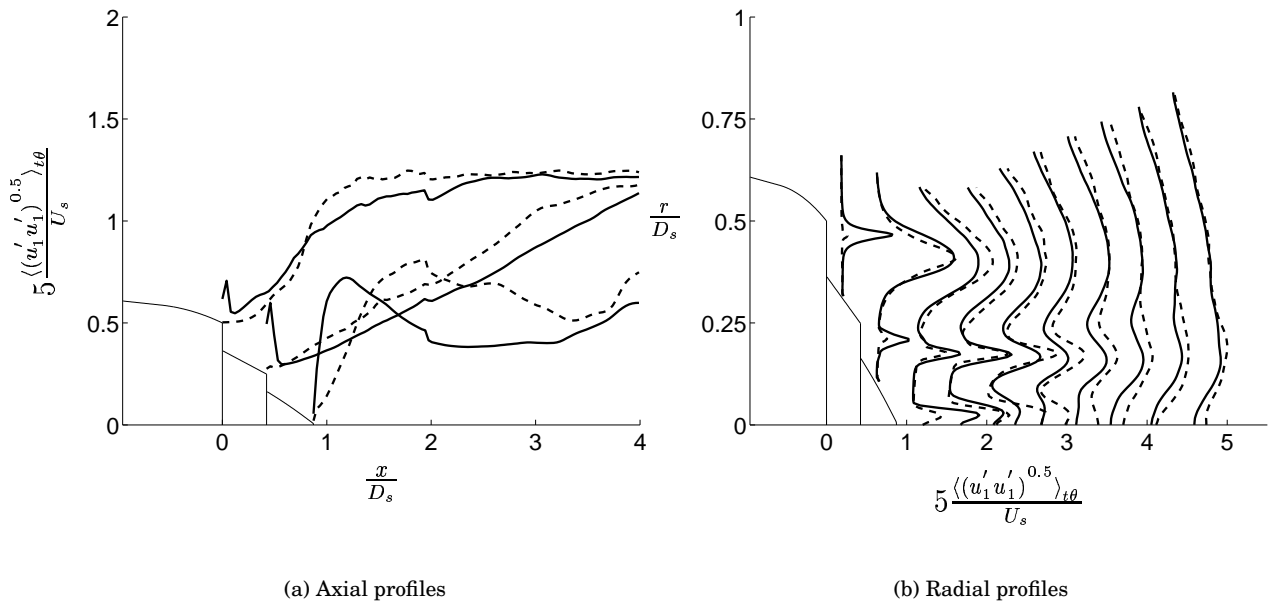 2
1.5
1
0.5
0
0 1 2 3 4
5 ⟨(u′₁u′₁)^0.5⟩_tθ / U_s
x / D_s
(a) Axial profiles
1
0.75
0.5
0.25
0
0 1 2 3 4 5
r / D_s
5 ⟨(u′₁u′₁)^0.5⟩_tθ / U_s
(b) Radial profiles